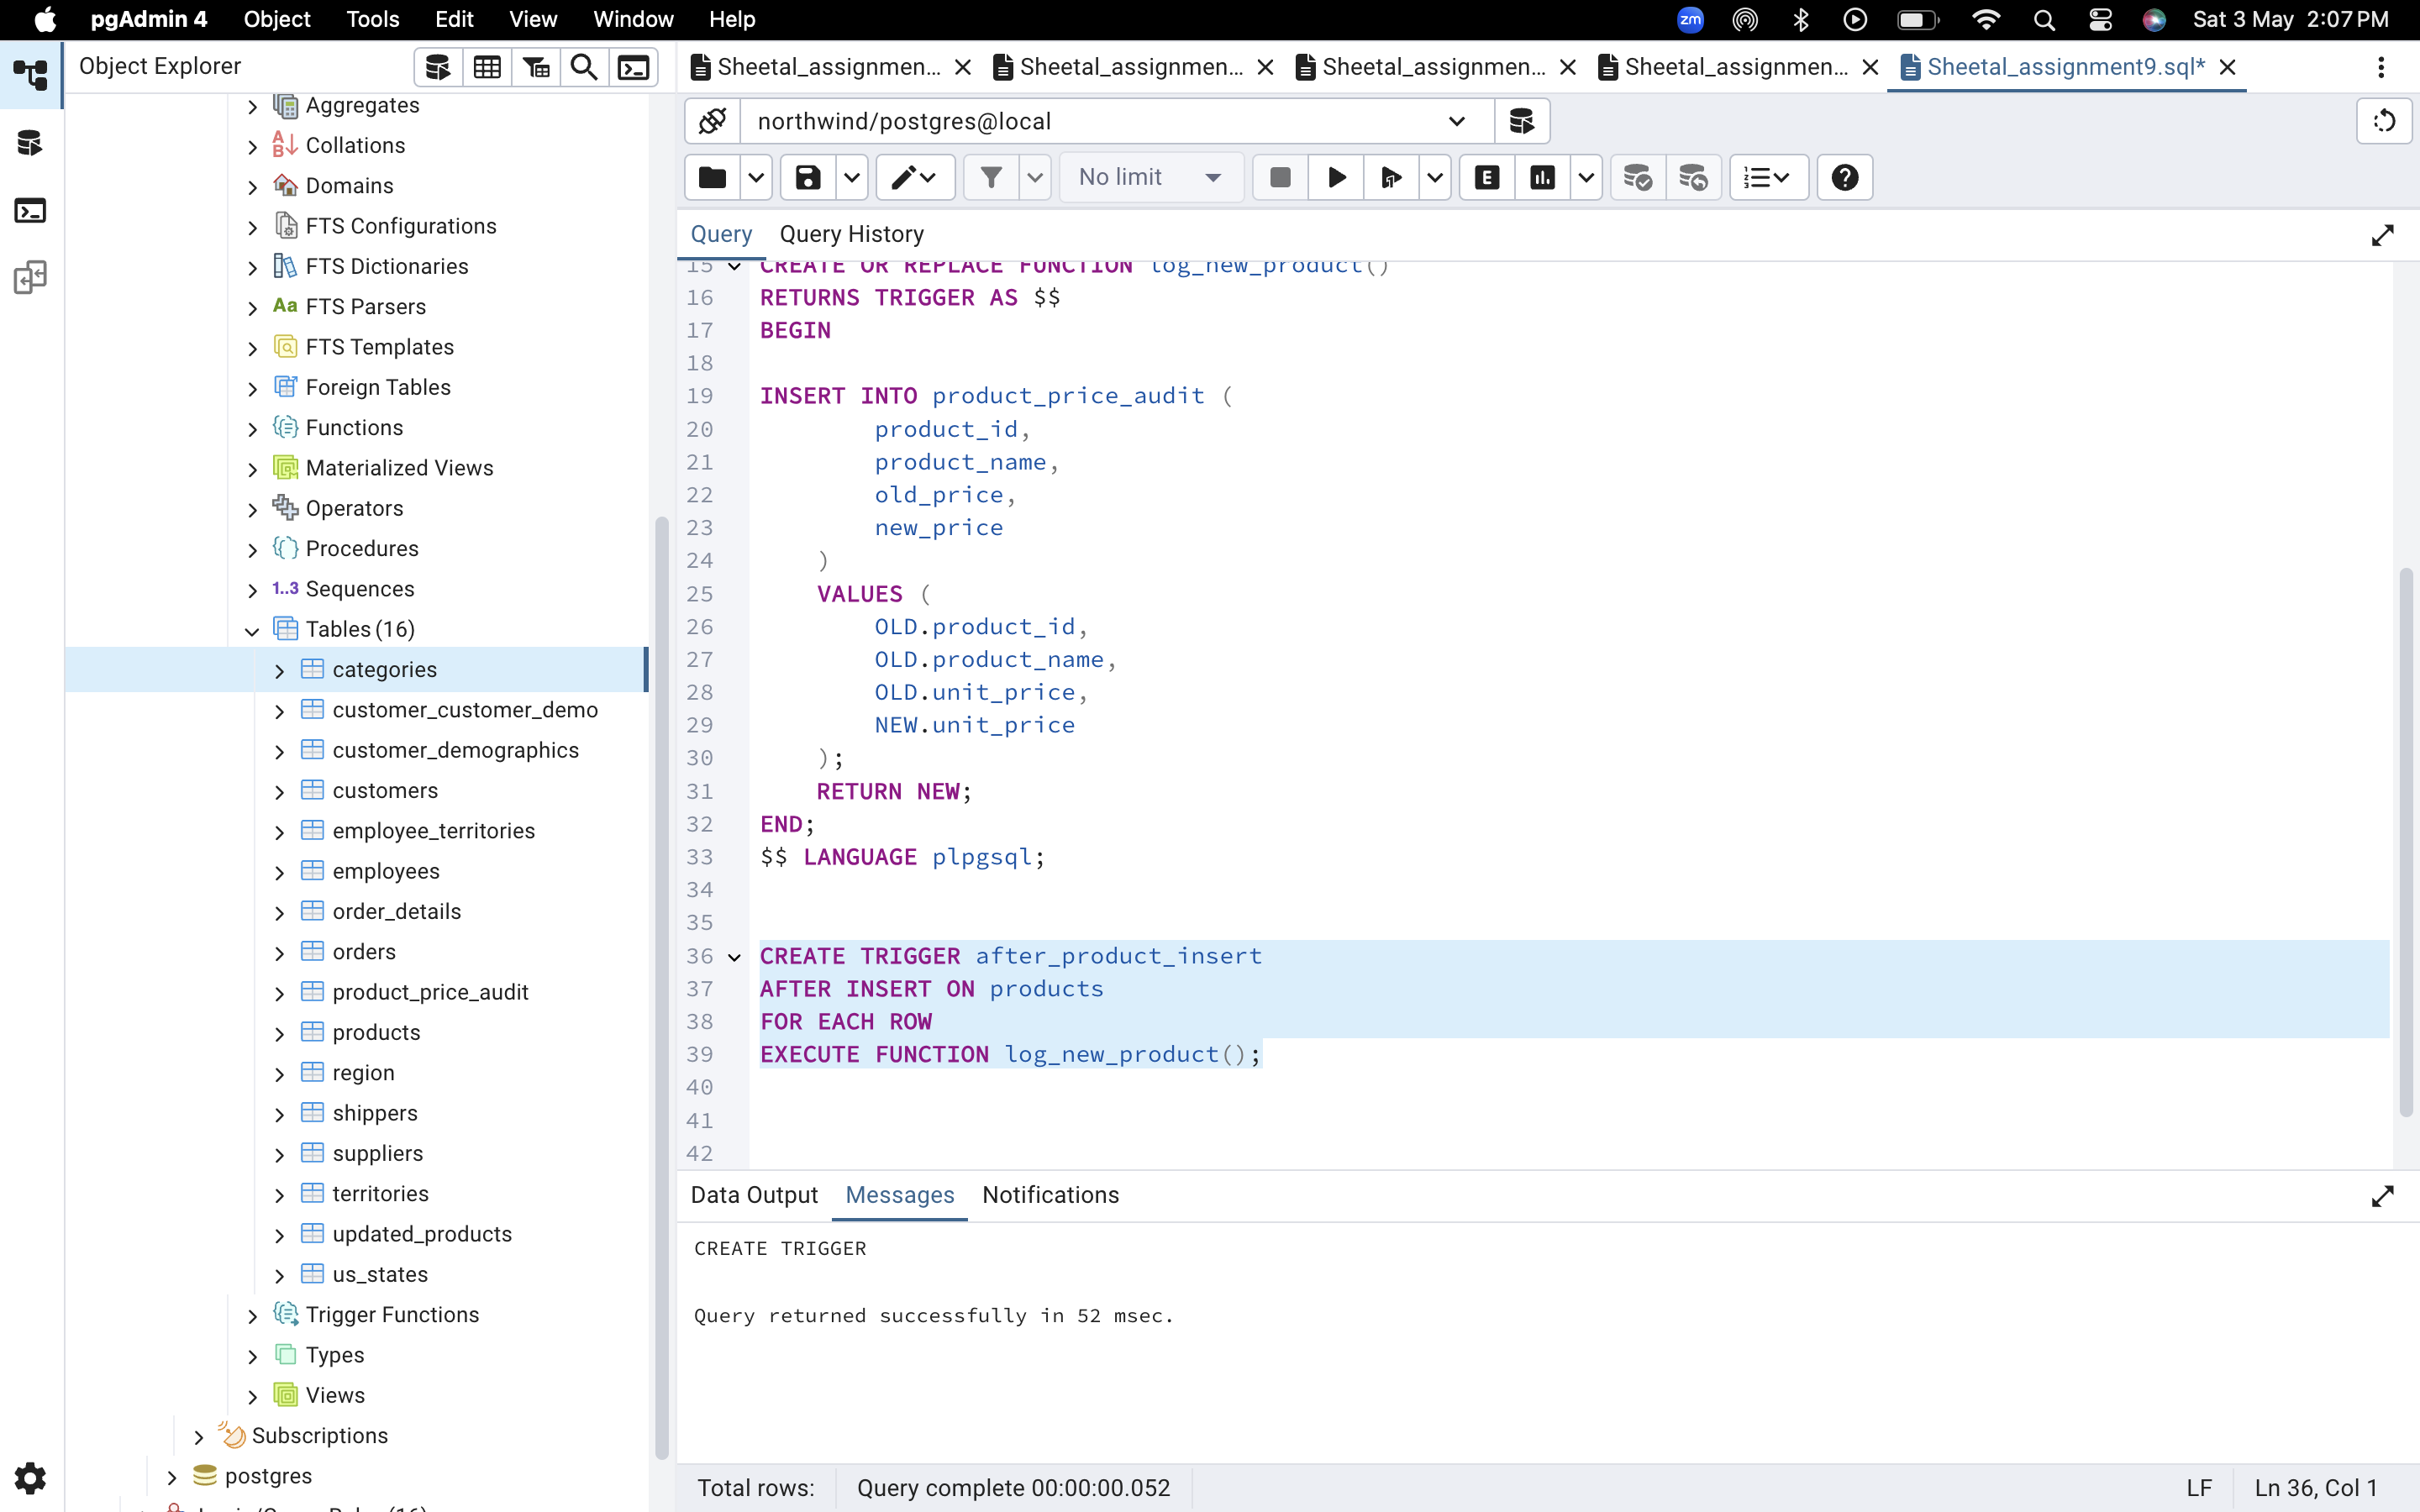 pgAdmin 4 Object Tools Edit View Window Help zm Sat 3 May 2:07 PM
Object Explorer
Aggregates
Collations
Domains
FTS Configurations
FTS Dictionaries
Aa FTS Parsers
FTS Templates
Foreign Tables
Functions
Materialized Views
Operators
Procedures
1..3 Sequences
Tables (16)
categories
customer_customer_demo
customer_demographics
customers
employee_territories
employees
order_details
orders
product_price_audit
products
region
shippers
suppliers
territories
updated_products
us_states
Trigger Functions
Types
Views
Subscriptions
postgres
Sheetal_assignmen... Sheetal_assignmen... Sheetal_assignmen... Sheetal_assignmen... Sheetal_assignment9.sql*
northwind/postgres@local
No limit E
Query Query History
15 CREATE OR REPLACE FUNCTION log_new_product()
16 RETURNS TRIGGER AS $$
17 BEGIN
18
19 INSERT INTO product_price_audit (
20 product_id,
21 product_name,
22 old_price,
23 new_price
24 )
25 VALUES (
26 OLD.product_id,
27 OLD.product_name,
28 OLD.unit_price,
29 NEW.unit_price
30 );
31 RETURN NEW;
32 END;
33 $$ LANGUAGE plpgsql;
34
35
36 CREATE TRIGGER after_product_insert
37 AFTER INSERT ON products
38 FOR EACH ROW
39 EXECUTE FUNCTION log_new_product();
40
41
42
Data Output Messages Notifications
CREATE TRIGGER
Query returned successfully in 52 msec.
Total rows: Query complete 00:00:00.052 LF Ln 36, Col 1